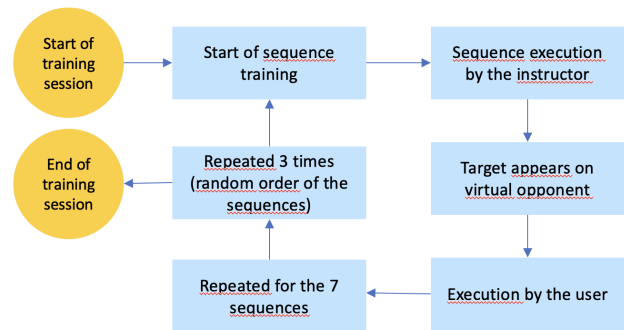 Start of
training
session
Start of sequence
training
Sequence execution
by the instructor
Target appears on
virtual opponent
Execution by the user
Repeated for the 7
sequences
Repeated 3 times
(random order of the
sequences)
End of
training
session